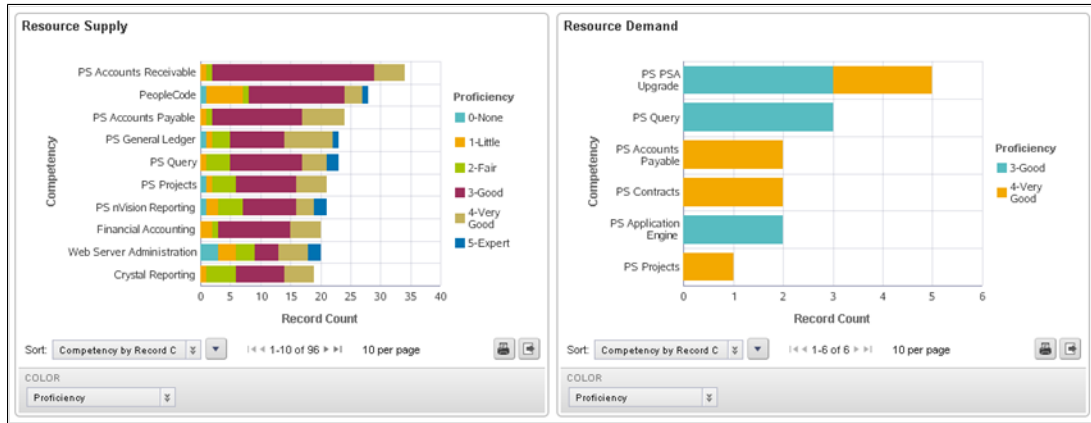 Resource Supply
PS Accounts Receivable
PeopleCode
PS Accounts Payable
PS General Ledger
PS Query
PS Projects
PS nVision Reporting
Financial Accounting
Web Server Administration
Crystal Reporting
Competency
0 5 10 15 20 25 30 35 40
Record Count
Proficiency
0-None
1-Little
2-Fair
3-Good
4-Very
Good
5-Expert
Sort: Competency by Record C
1-10 of 96
10 per page
COLOR
Proficiency
Resource Demand
PS PSA
Upgrade
PS Query
PS Accounts
Payable
PS Contracts
PS Application
Engine
PS Projects
Competency
0 1 2 3 4 5 6
Record Count
Proficiency
3-Good
4-Very
Good
Sort: Competency by Record C
1-6 of 6
10 per page
COLOR
Proficiency